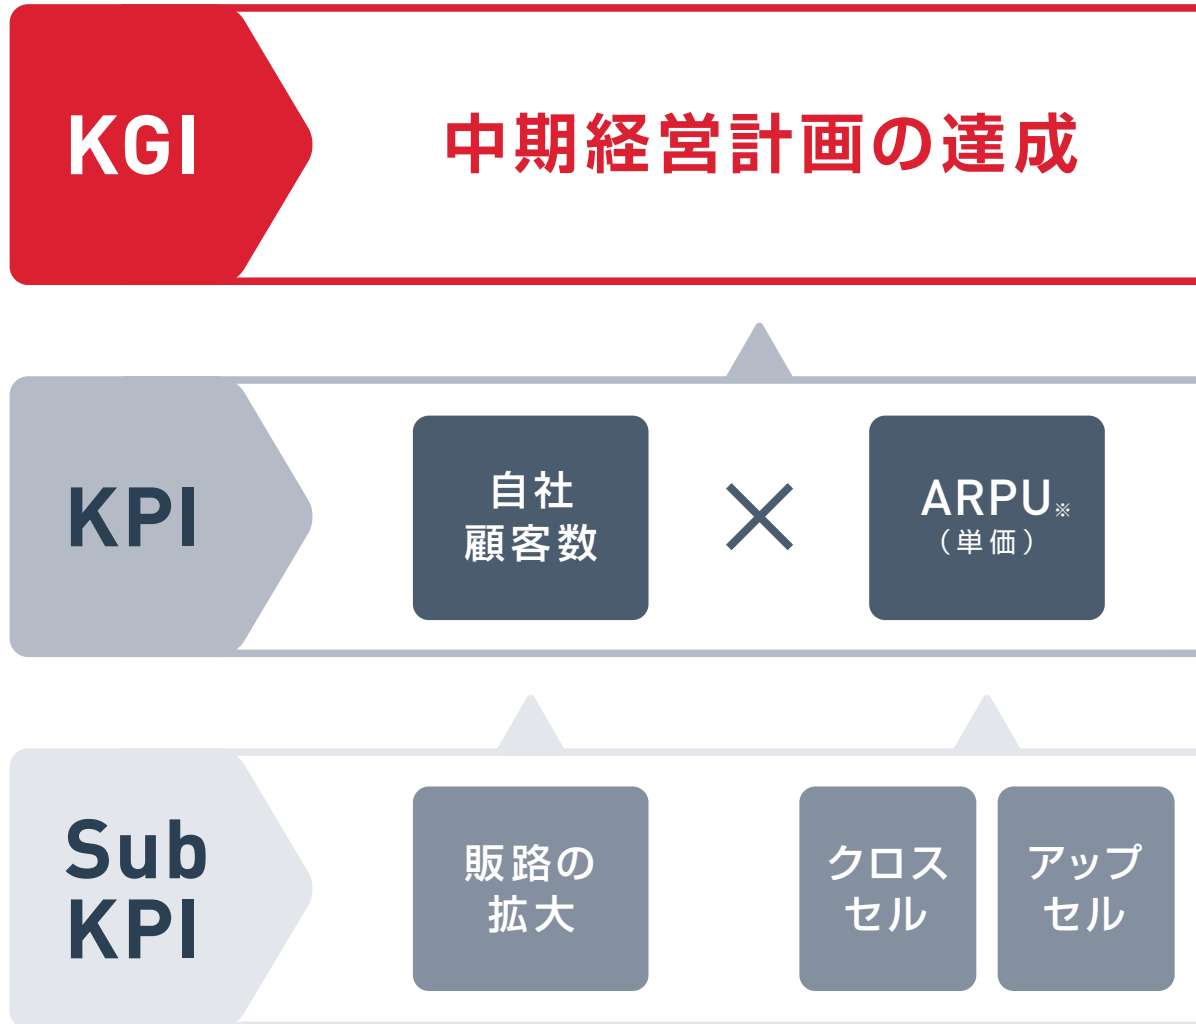 KGI
中期経営計画の達成
KPI
自社
顧客数
×
ARPU※
（単価）
Sub
KPI
販路の
拡大
クロス
セル
アップ
セル